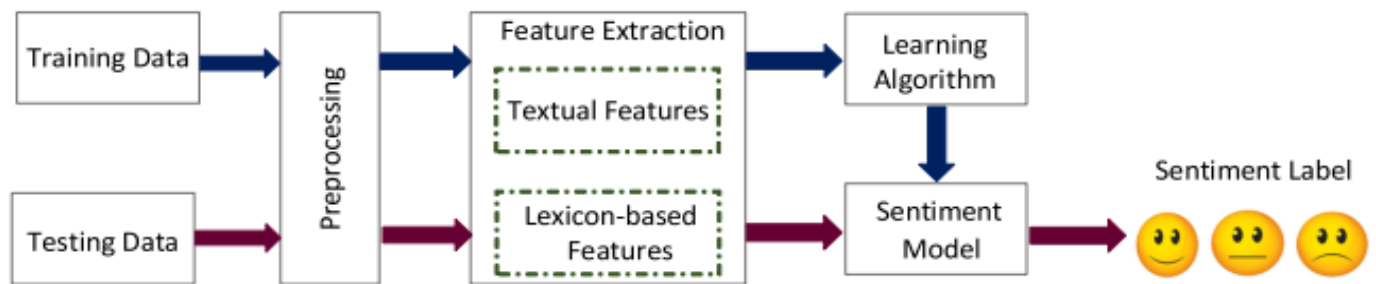 Training Data
Testing Data
Preprocessing
Feature Extraction
Textual Features
Lexicon-based
Features
Learning
Algorithm
Sentiment
Model
Sentiment Label